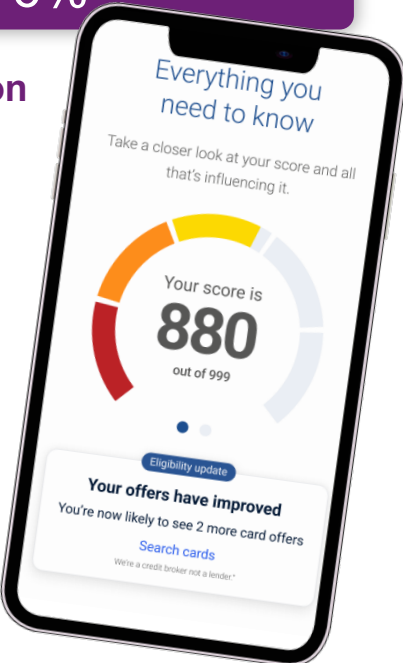 on
Everything you
need to know
Take a closer look at your score and all
that's influencing it.
Your score is
880
out of 999
Eligibility update
Your offers have improved
You're now likely to see 2 more card offers
Search cards
We're a credit broker not a lender.*